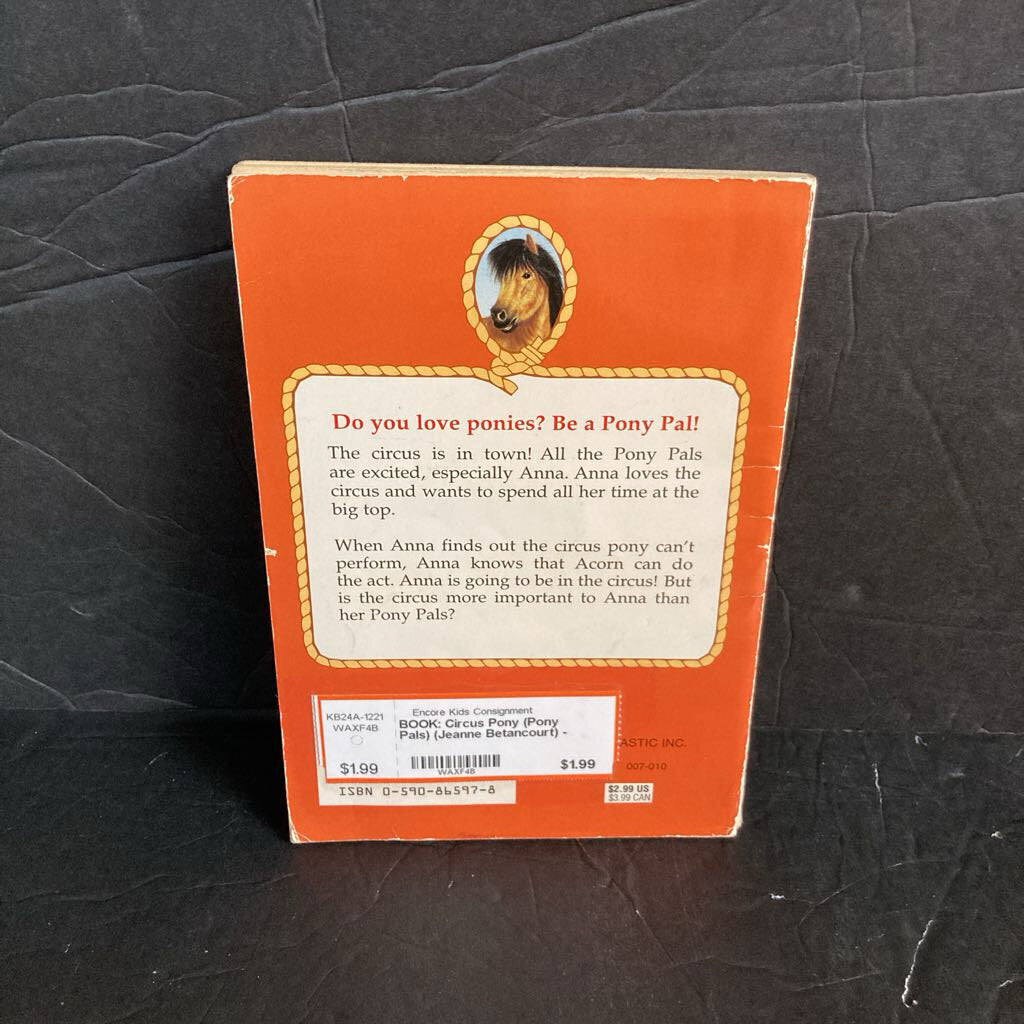 Do you love ponies? Be a Pony Pal!
The circus is in town! All the Pony Pals
are excited, especially Anna. Anna loves the
circus and wants to spend all her time at the
big top.
When Anna finds out the circus pony can't
perform, Anna knows that Acorn can do
the act. Anna is going to be in the circus! But
is the circus more important to Anna than
her Pony Pals?
KB24A-1221
WAXF4B
$1.99
Encore Kids Consignment
BOOK: Circus Pony (Pony
Pals) (Jeanne Betancourt) -
WAXF4B
$1.99
ASTIC INC.
007-010
ISBN 0-590-86597-8
$2.99 US
$3.99 CAN